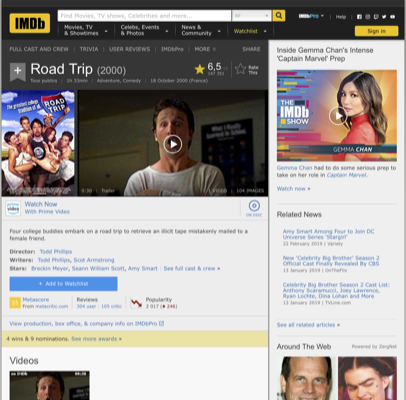 IMDb
Find Movies, TV shows, Celebrities and more...
All
IMDbPro
Help
Movies, TV
& Showtimes
Celebs, Events
& Photos
News &
Community
Watchlist
Sign in
FULL CAST AND CREW | TRIVIA | USER REVIEWS | IMDbPro | MORE
SHARE
Road Trip (2000)
6,5
Rate
This
Tous publics | 1h 33min | Adventure, Comedy | 18 October 2000 (France)
ROAD TRIP
0:30 | Trailer
104 IMAGES
Watch Now
With Prime Video
ON DISC
Four college buddies embark on a road trip to retrieve an illicit tape mistakenly mailed to a
female friend.
Director: Todd Phillips
Writers: Todd Phillips, Scot Armstrong
Stars: Breckin Meyer, Seann William Scott, Amy Smart | See full cast & crew »
+ Add to Watchlist
Metascore
From metacritic.com
Reviews
304 user | 105 critic
Popularity
2 017 ( 246)
View production, box office, & company info on IMDbPro
4 wins & 9 nominations. See more awards »
Videos
Inside Gemma Chan's Intense
'Captain Marvel' Prep
THE
IMDb
SHOW
GEMMA CHAN
Gemma Chan had to do some serious prep to
take on her role in Captain Marvel.
Watch now »
Related News
Amy Smart Among Four to Join DC
Universe Series 'Stargirl'
22 February 2019 | Variety
New 'Celebrity Big Brother' Season 2
Official Cast Finally Revealed By CBS
13 January 2019 | OnTheFlix
Celebrity Big Brother Season 2 Cast List:
Anthony Scaramucci, Joey Lawrence,
Ryan Lochte, Dina Lohan and More
13 January 2019 | TVLine.com
See all related articles »
Around The Web
Powered by ZergNet